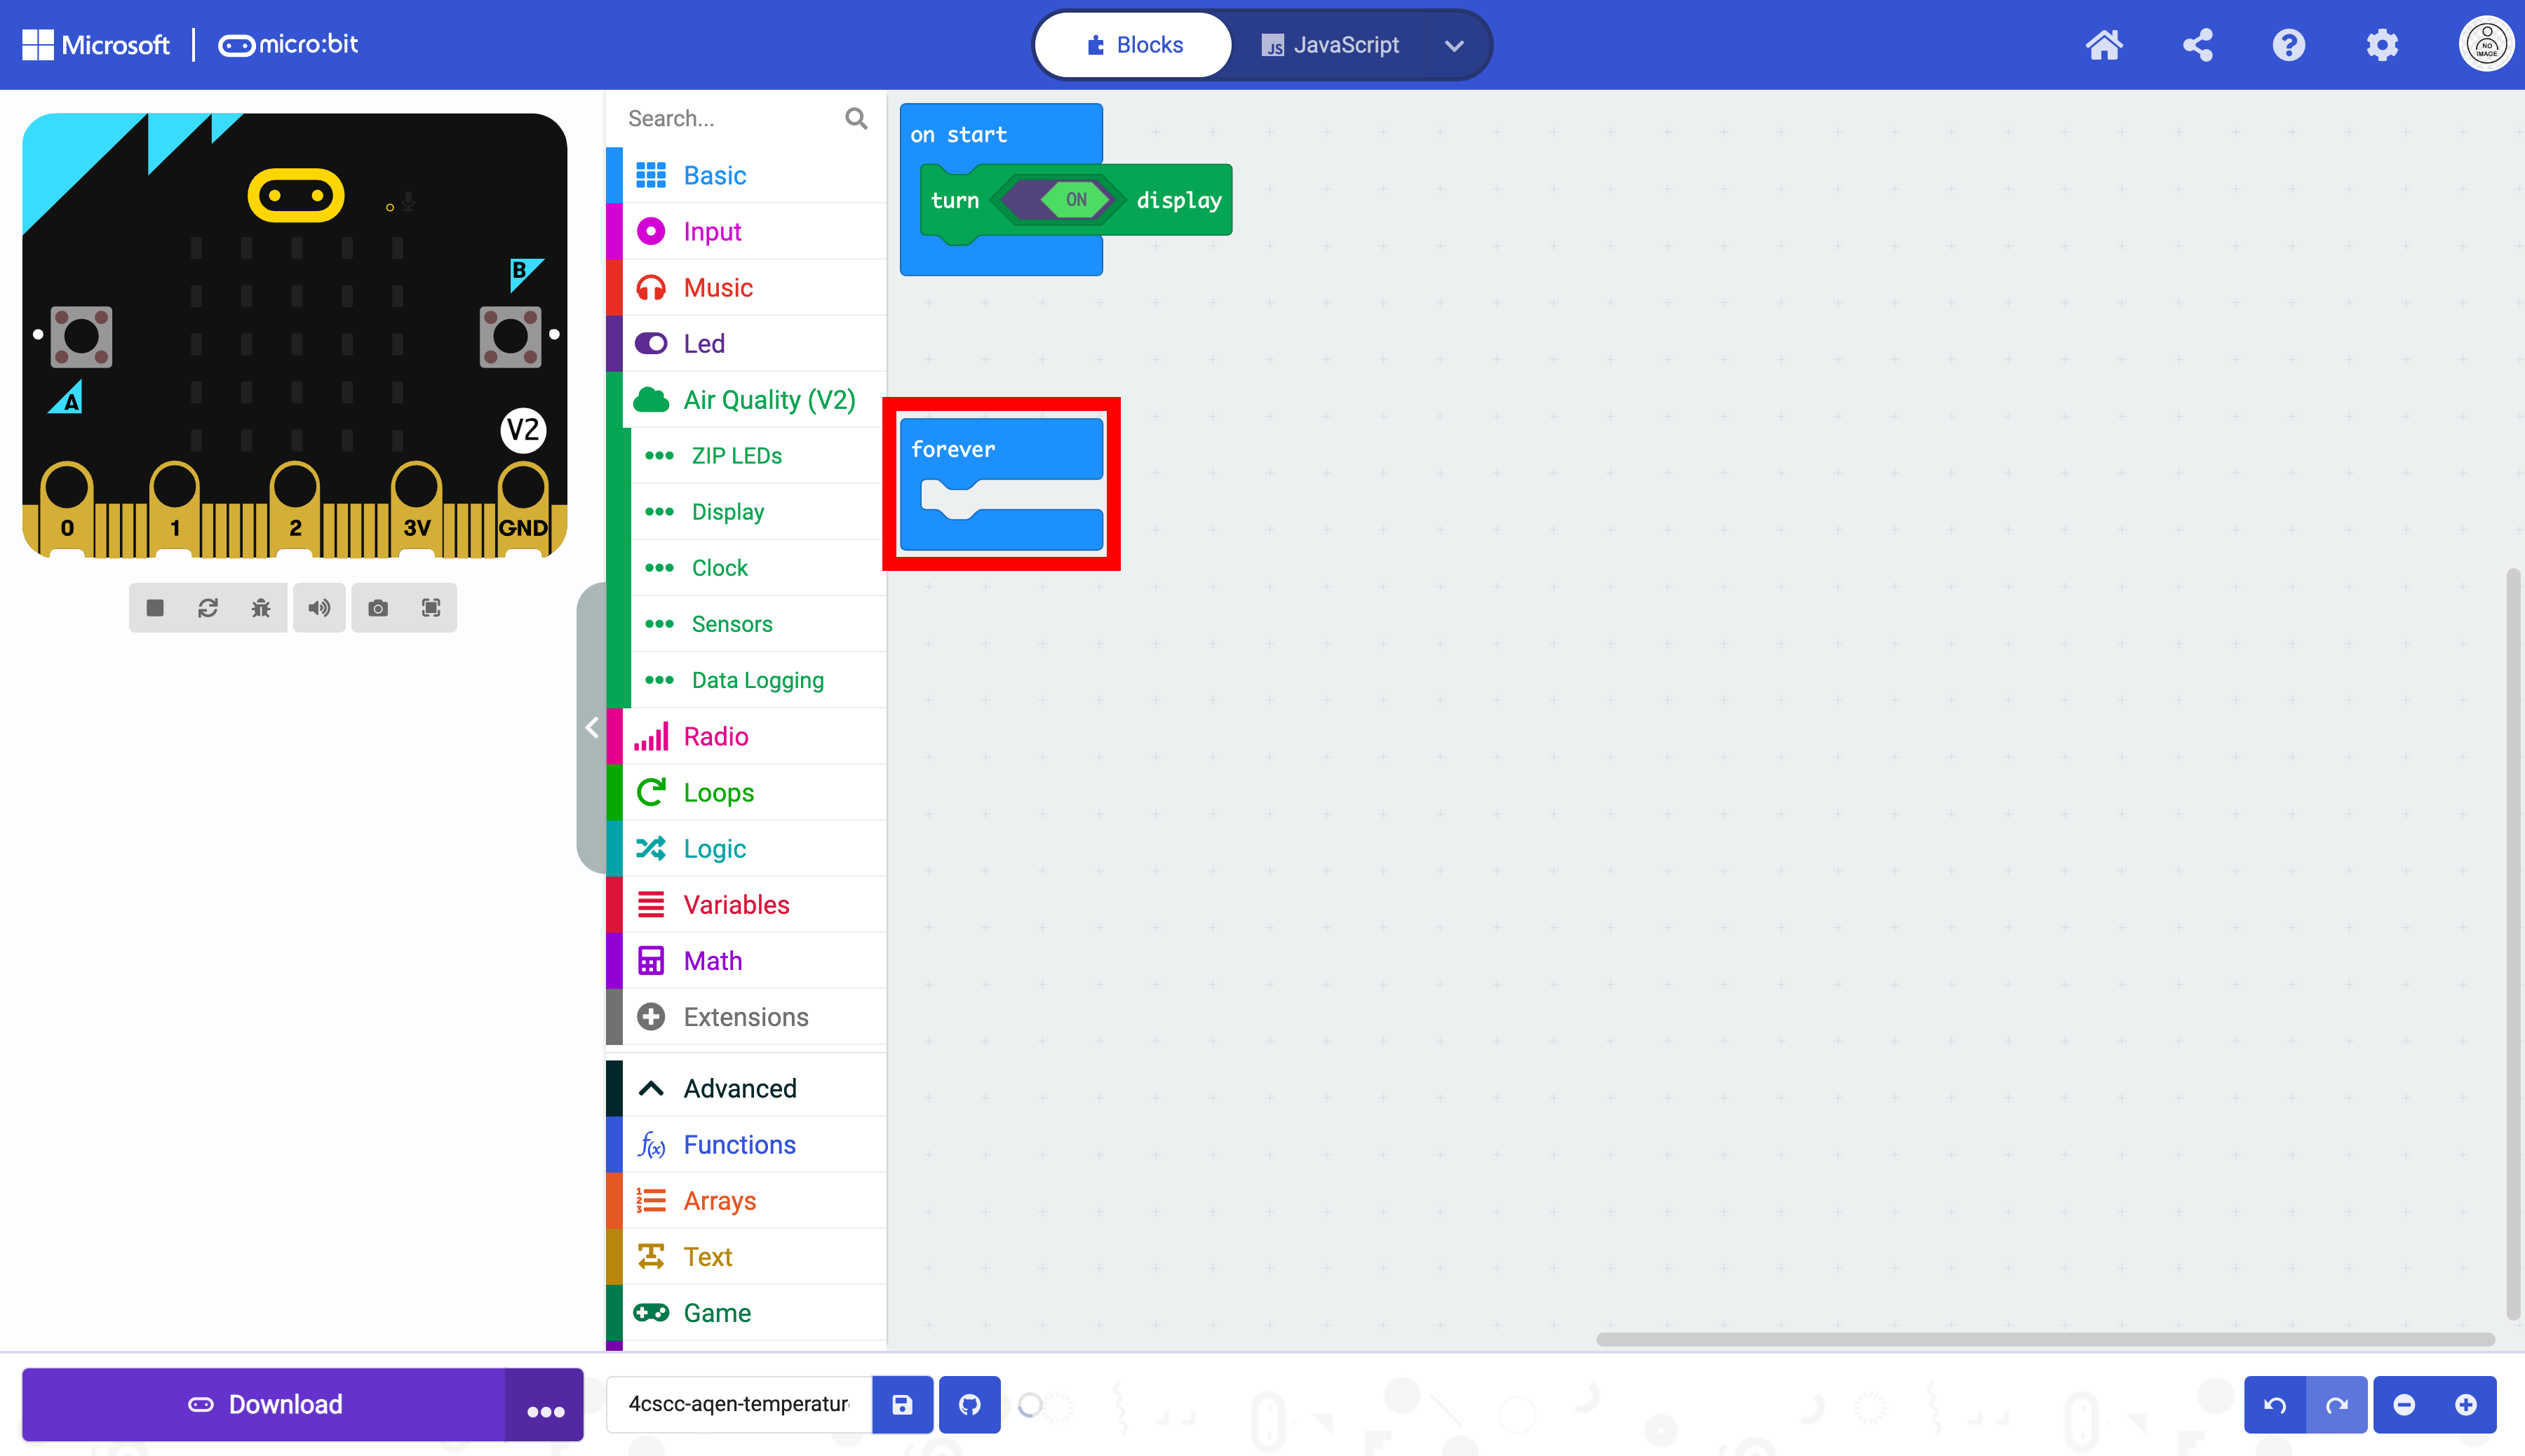 Microsoft | micro:bit
Blocks
JavaScript
NO
IMAGE
B
A
V2
0 1 2 3V GND
Search...
Basic
Input
Music
Led
Air Quality (V2)
ZIP LEDs
Display
Clock
Sensors
Data Logging
Radio
Loops
Logic
Variables
Math
Extensions
Advanced
Functions
Arrays
Text
Game
on start
turn ON display
forever
Download
4cscc-aqen-temperatur